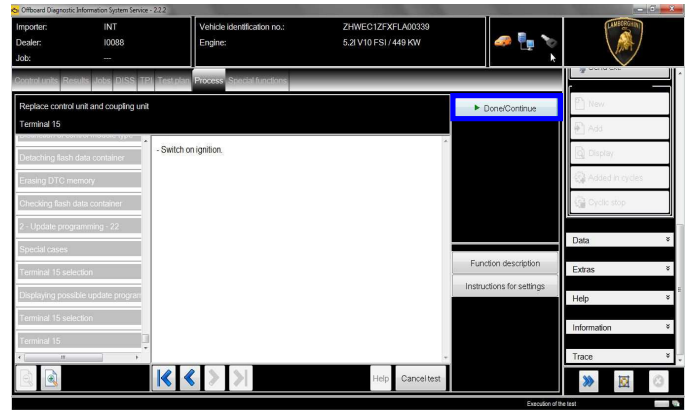 Offboard Diagnostic Information System Service - 2.2.2
Importer: INT
Dealer: I0088
Job: ---
Vehicle identification no.: ZHWEC1ZFXFLA00339
Engine: 5.2l V10 FSI / 449 KW
LAMBORGHINI
Control units Results Jobs DISS TPI Test plan Process Special functions
Replace control unit and coupling unit
Terminal 15
Detaching flash data container
Erasing DTC memory
Checking flash data container
2 - Update programming - 22
Special cases
Terminal 15 selection
Displaying possible update program
Terminal 15 selection
Terminal 15
- Switch on ignition.
Help
Cancel test
Done/Continue
Function description
Instructions for settings
New
Add
Display
Added in cycles
Cyclic stop
Data
Extras
Help
Information
Trace
Execution of the test